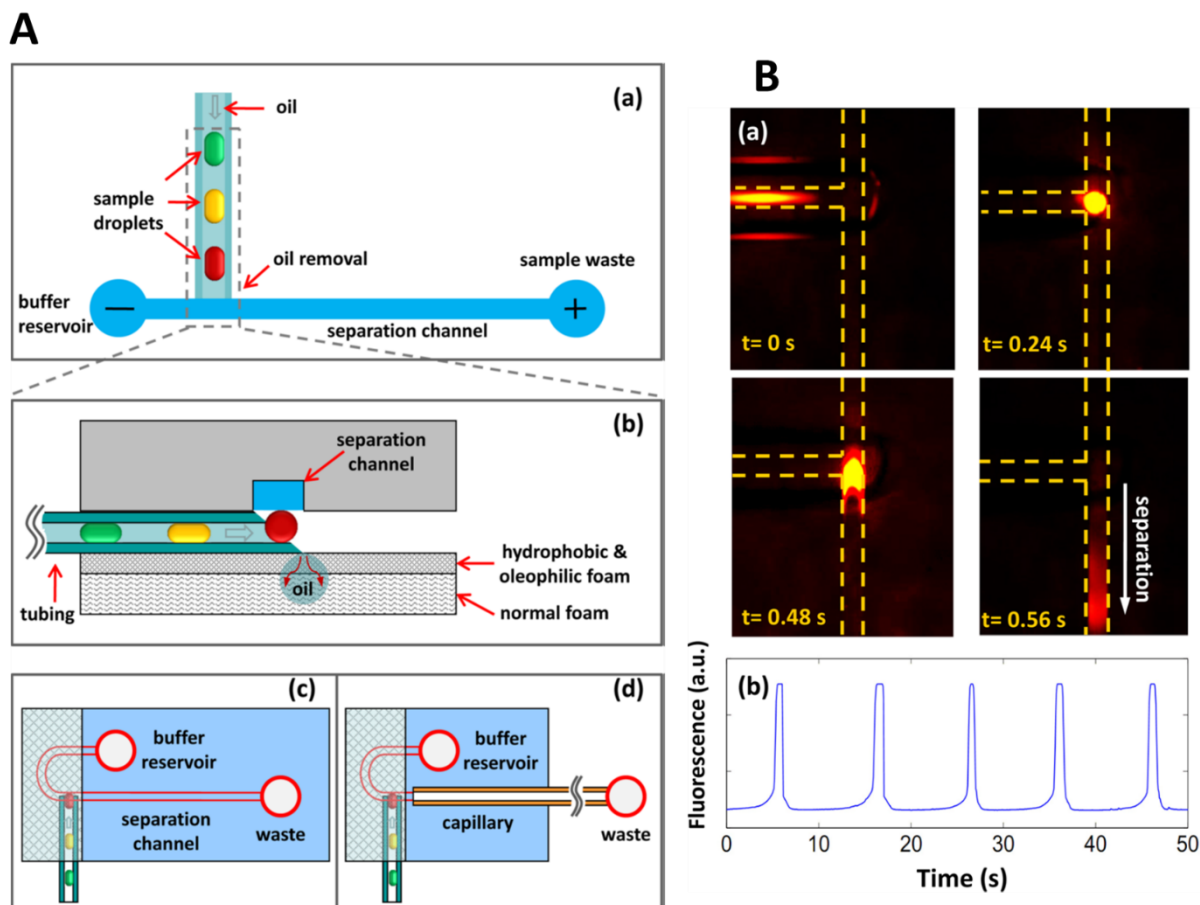 A
(a)
oil
sample
droplets
oil removal
sample waste
buffer
reservoir
−
+
separation channel
(b)
separation
channel
hydrophobic &
oleophilic foam
oil
tubing
normal foam
(c)
buffer
reservoir
separation
channel
waste
(d)
buffer
reservoir
capillary
waste
B
(a)
t= 0 s
t= 0.24 s
t= 0.48 s
t= 0.56 s
separation
(b)
Fluorescence (a.u.)
0 10 20 30 40 50
Time (s)